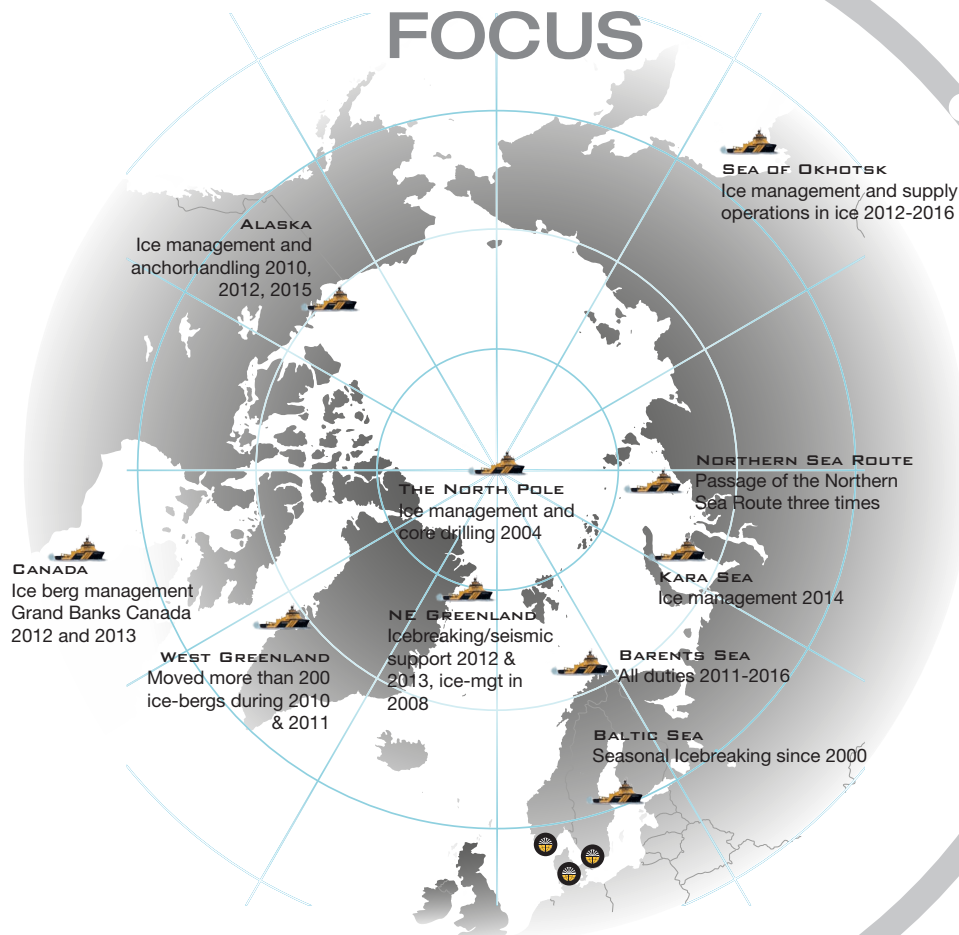 FOCUS
SEA OF OKHOTSK
Ice management and supply
operations in ice 2012-2016
ALASKA
Ice management and
anchorhandling 2010,
2012, 2015
NORTHERN SEA ROUTE
Passage of the Northern
Sea Route three times
THE NORTH POLE
Ice management and
core drilling 2004
CANADA
Ice berg management
Grand Banks Canada
2012 and 2013
KARA SEA
Ice management 2014
NE GREENLAND
Icebreaking/seismic
support 2012 &
2013, ice-mgt in
2008
WEST GREENLAND
Moved more than 200
ice-bergs during 2010
& 2011
BARENTS SEA
All duties 2011-2016
BALTIC SEA
Seasonal Icebreaking since 2000